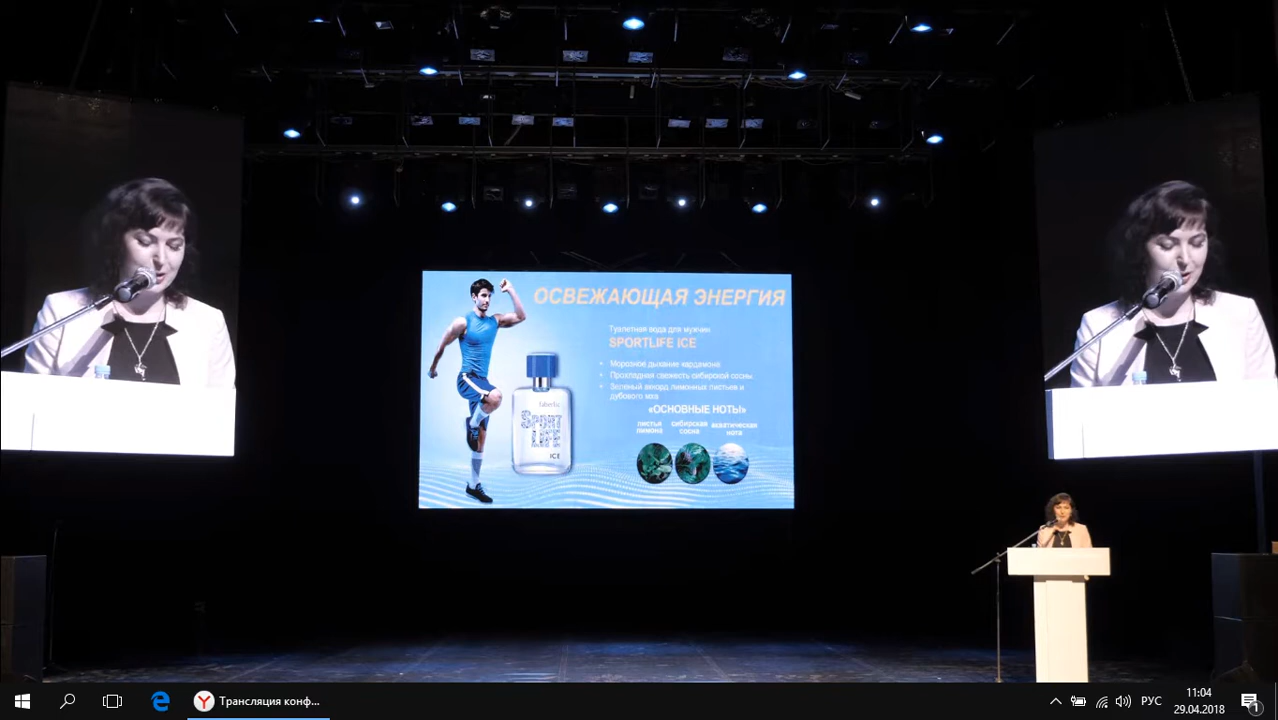 ОСВЕЖАЮЩАЯ ЭНЕРГИЯ
Туалетная вода для мужчин
SPORTLIFE ICE
• Морозное дыхание кардамона
• Прохладная свежесть сибирской сосны
• Зеленый аккорд лимонных листьев и
дубового мха
«ОСНОВНЫЕ НОТЫ»
листья
лимона
сибирская
сосна
акватическая
нота
faberlic
SPORT
LIFE
ICE
Трансляция конф...
РУС
11:04
29.04.2018
1